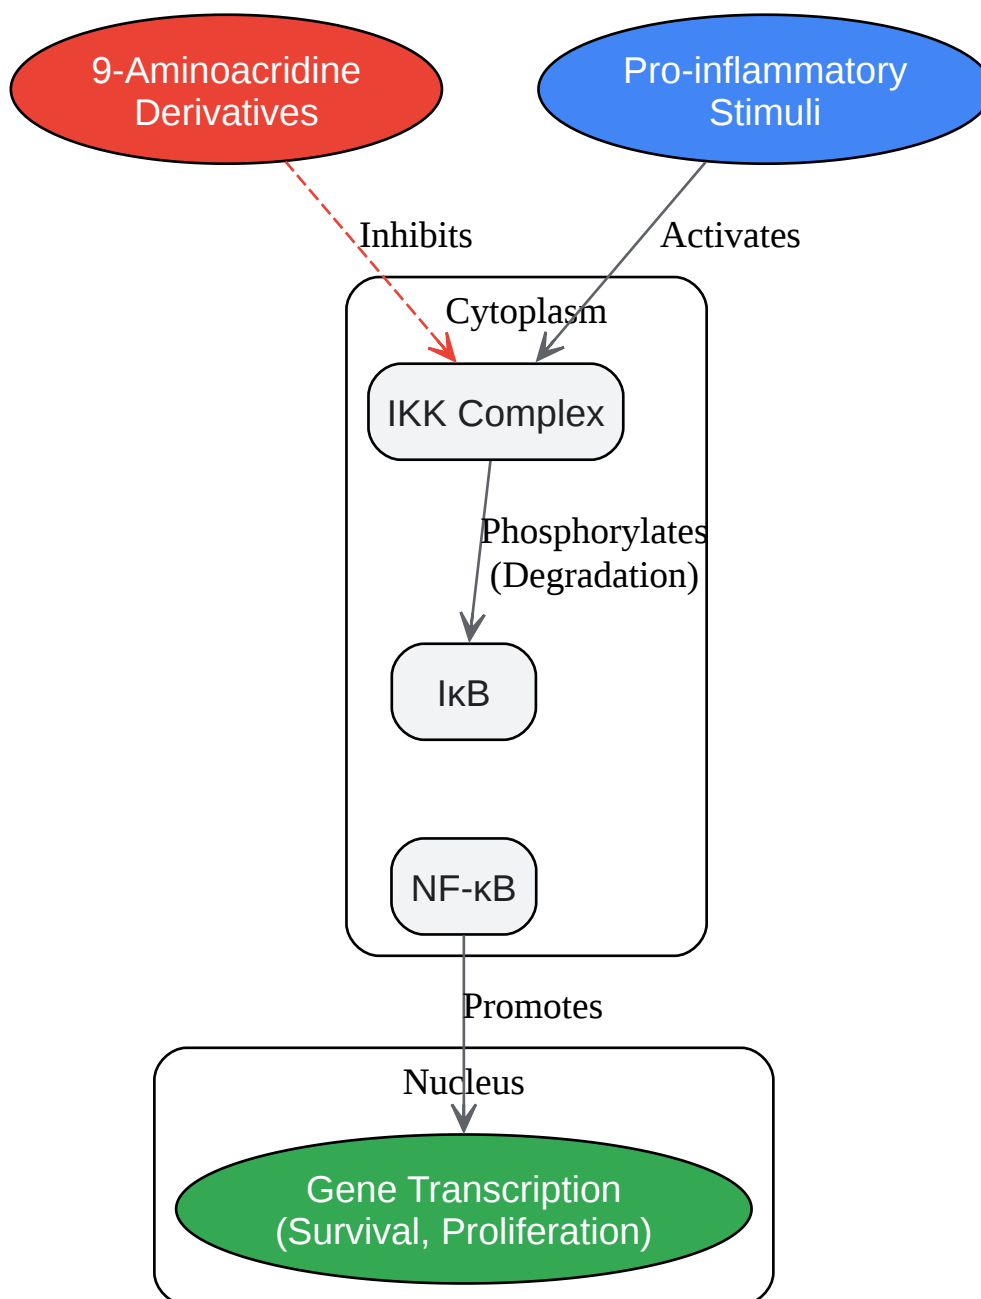 9-Aminoacridine
Derivatives
Pro-inflammatory
Stimuli
Inhibits
Activates
Cytoplasm
IKK Complex
Phosphorylates
(Degradation)
IκB
NF-κB
Promotes
Nucleus
Gene Transcription
(Survival, Proliferation)